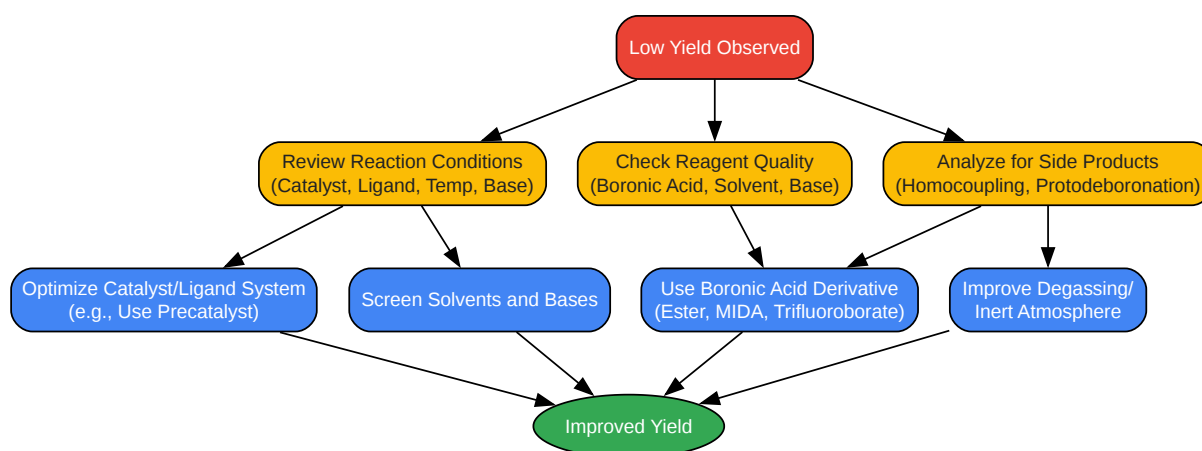 Low Yield Observed
Review Reaction Conditions
(Catalyst, Ligand, Temp, Base)
Check Reagent Quality
(Boronic Acid, Solvent, Base)
Analyze for Side Products
(Homocoupling, Protodeboronation)
Optimize Catalyst/Ligand System
(e.g., Use Precatalyst)
Screen Solvents and Bases
Use Boronic Acid Derivative
(Ester, MIDA, Trifluoroborate)
Improve Degassing/
Inert Atmosphere
Improved Yield